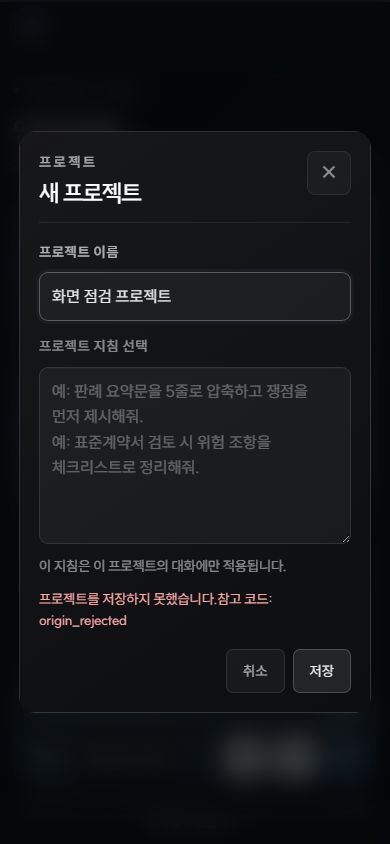 프로젝트
새 프로젝트
프로젝트 이름
화면 점검 프로젝트
프로젝트 지침 선택
예: 판례 요약문을 5줄로 압축하고 쟁점을
먼저 제시해줘.
예: 표준계약서 검토 시 위험 조항을
체크리스트로 정리해줘.
이 지침은 이 프로젝트의 대화에만 적용됩니다.
프로젝트를 저장하지 못했습니다.참고 코드:
origin_rejected
취소
저장